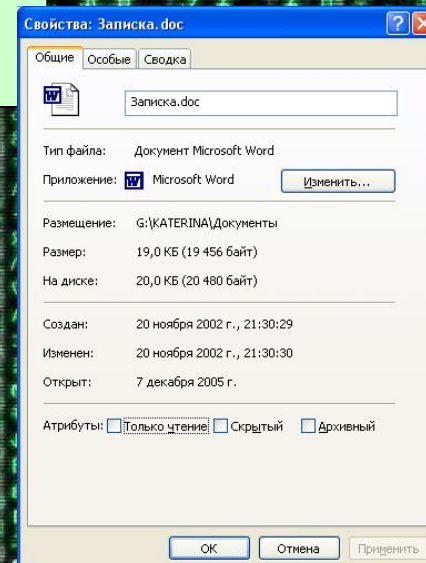 Свойства: Записка.doc
Общие Особые Сводка
Записка.doc
Тип файла: Документ Microsoft Word
Приложение: Microsoft Word Изменить...
Размещение: G:\KATERINA\Документы
Размер: 19,0 КБ (19 456 байт)
На диске: 20,0 КБ (20 480 байт)
Создан: 20 ноября 2002 г., 21:30:29
Изменен: 20 ноября 2002 г., 21:30:30
Открыт: 7 декабря 2005 г.
Атрибуты: Только чтение Скрытый Архивный
ОК Отмена Применить